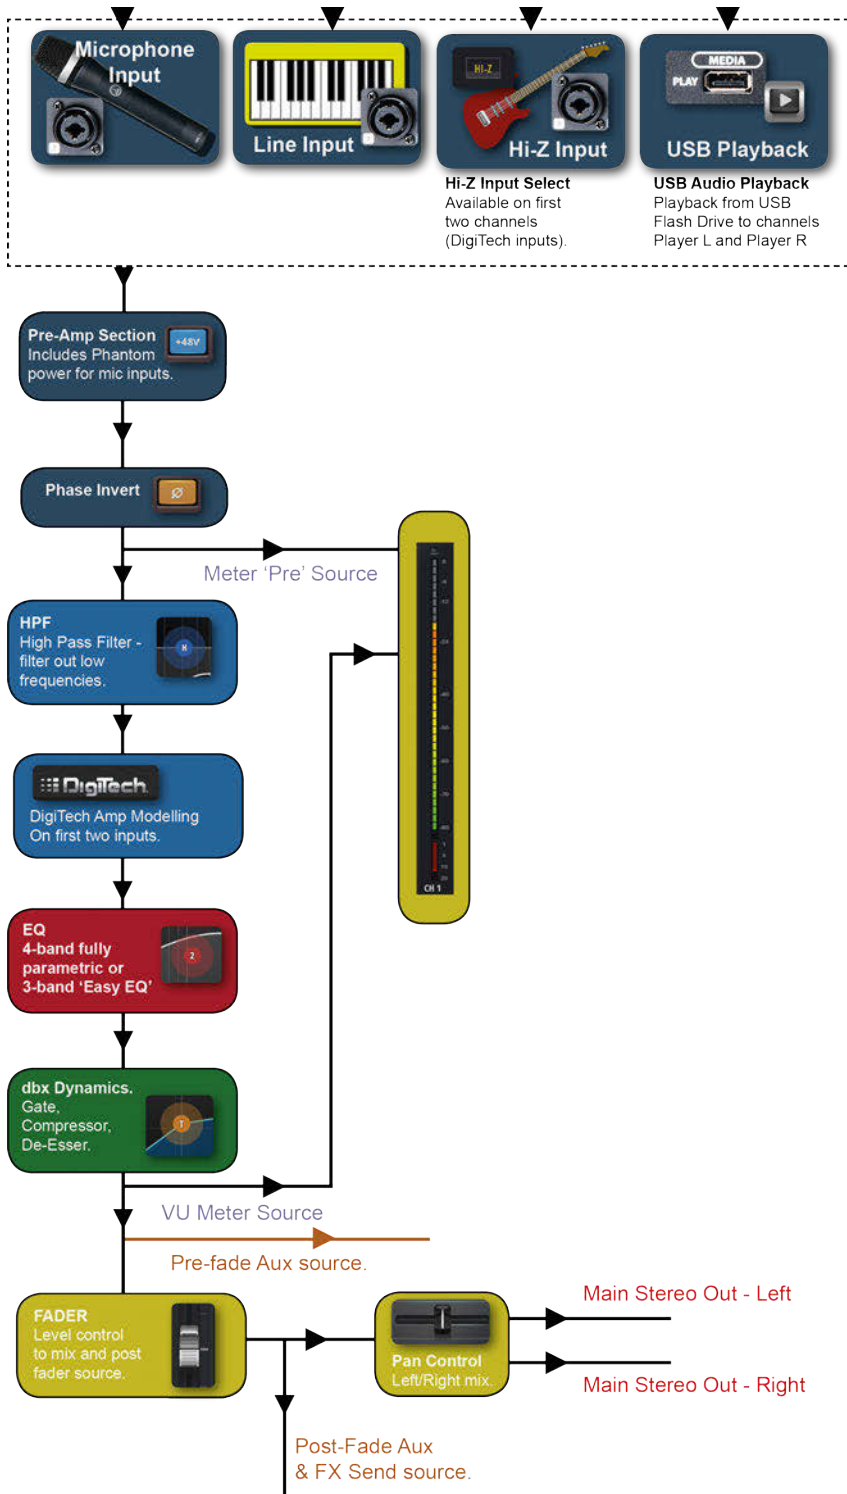 Microphone
Input
Line Input
HI-Z
Hi-Z Input
MEDIA
PLAY
USB Playback
Hi-Z Input Select
Available on first
two channels
(DigiTech inputs).
USB Audio Playback
Playback from USB
Flash Drive to channels
Player L and Player R
Pre-Amp Section
Includes Phantom
power for mic inputs.
+48V
Phase Invert
Ø
Meter ‘Pre’ Source
HPF
High Pass Filter -
filter out low
frequencies.
H
DigiTech
DigiTech Amp Modelling
On first two inputs.
EQ
4-band fully
parametric or
3-band ‘Easy EQ’
2
dbx Dynamics.
Gate,
Compressor,
De-Esser.
T
CH 1
VU Meter Source
Pre-fade Aux source.
FADER
Level control
to mix and post
fader source.
Pan Control
Left/Right mix.
Main Stereo Out - Left
Main Stereo Out - Right
Post-Fade Aux
& FX Send source.